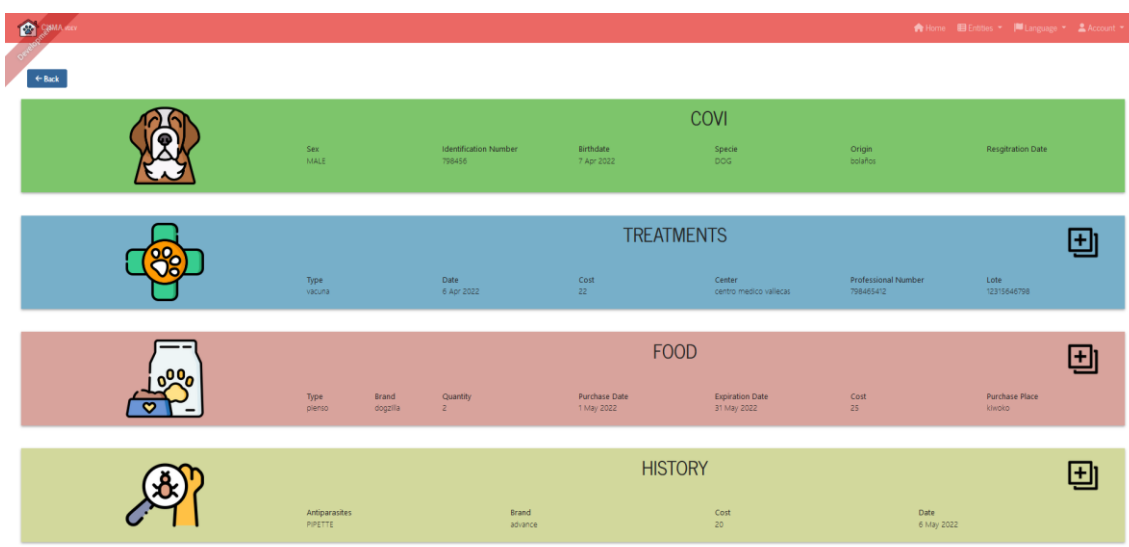 Home Entities Language Account
Development
← Back
COVI
Sex Identification Number Birthdate Specie Origin Resgitration Date
MALE 798456 7 Apr 2022 DOG bolaños
TREATMENTS
Type Date Cost Center Professional Number Lote
vacuna 6 Apr 2022 22 centro medico vallecas 798465412 12315646798
FOOD
Type Brand Quantity Purchase Date Expiration Date Cost Purchase Place
pienso dogzilla 2 1 May 2022 31 May 2022 25 kiwoko
HISTORY
Antiparasites Brand Cost Date
PIPETTE advance 20 6 May 2022